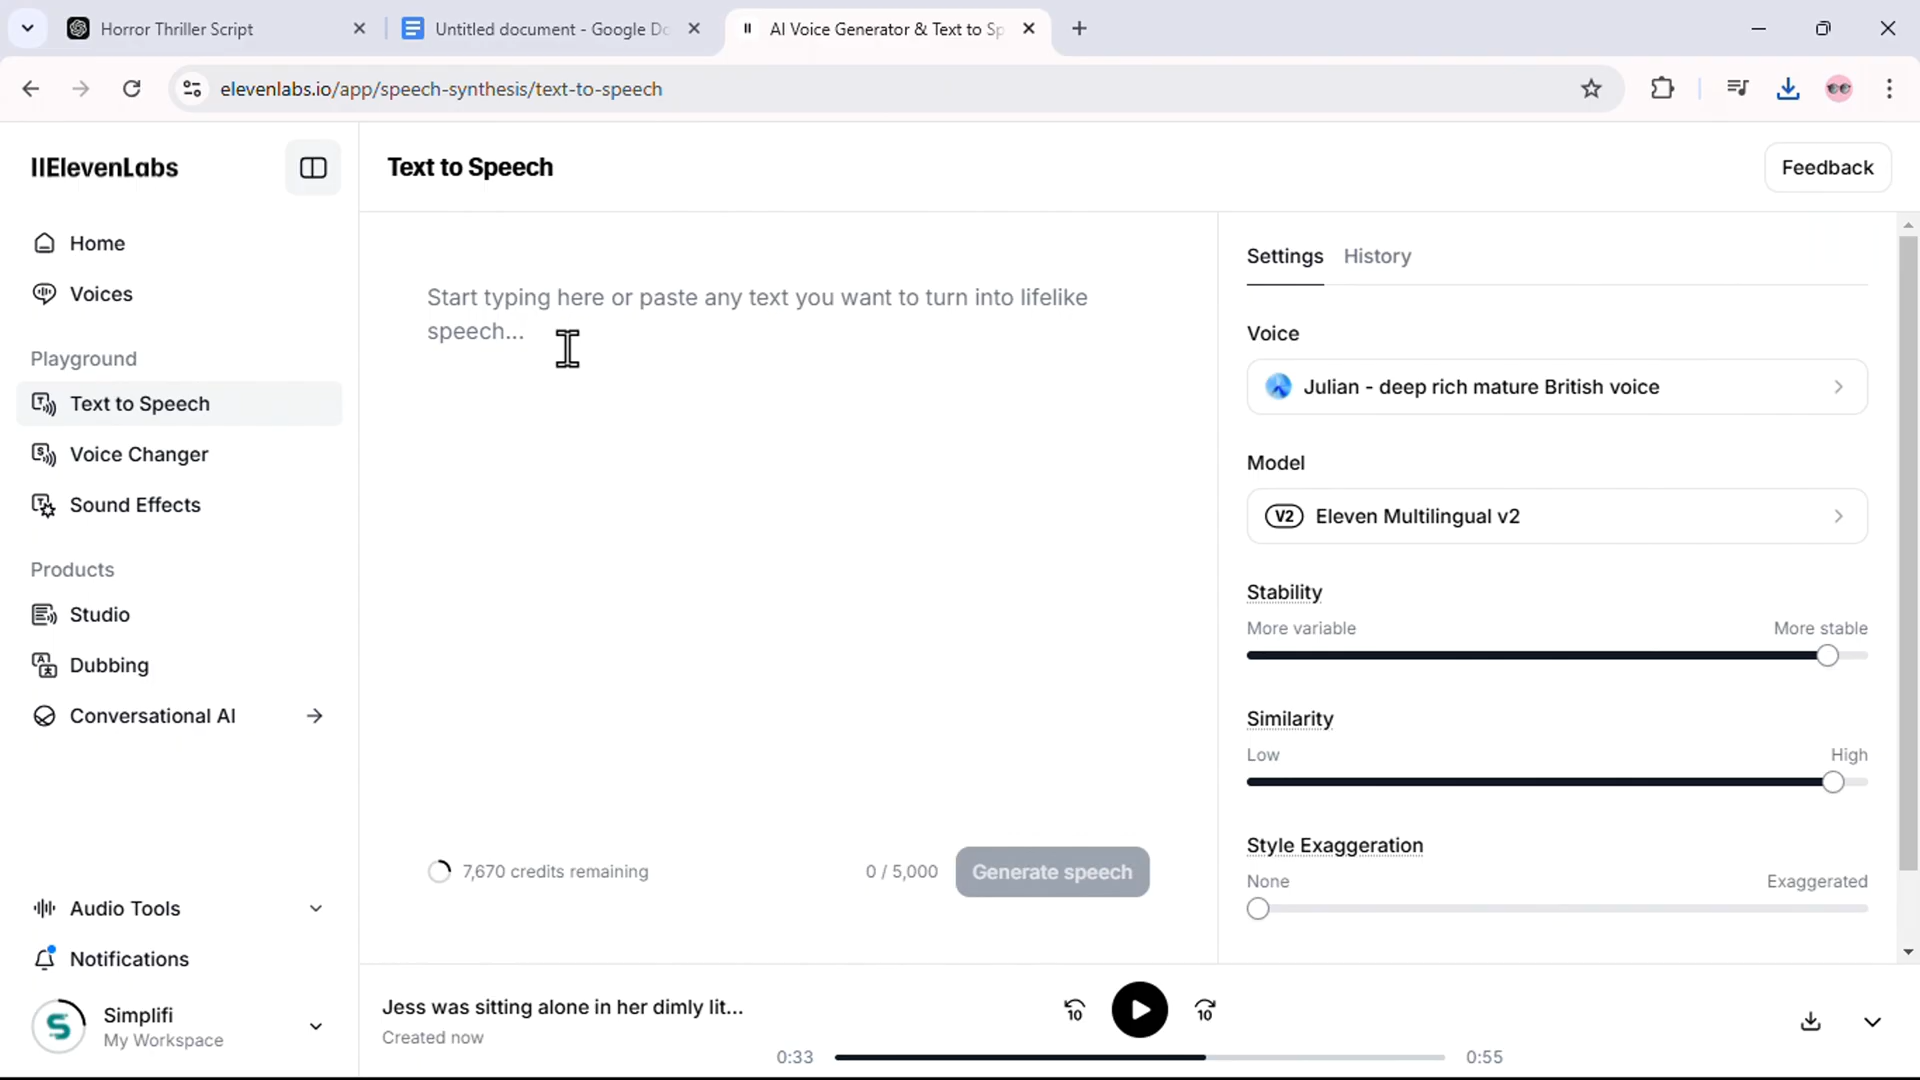 Horror Thriller Script
Untitled document - Google Do
AI Voice Generator & Text to Sp
elevenlabs.io/app/speech-synthesis/text-to-speech
IIElevenLabs
Home
Voices
Playground
Text to Speech
Voice Changer
Sound Effects
Products
Studio
Dubbing
Conversational AI
Audio Tools
Notifications
S
Simplifi
My Workspace
Text to Speech
Feedback
Start typing here or paste any text you want to turn into lifelike
speech...
7,670 credits remaining
0 / 5,000
Generate speech
Settings
History
Voice
Julian - deep rich mature British voice
Model
V2 Eleven Multilingual v2
Stability
More variable
More stable
Similarity
Low
High
Style Exaggeration
None
Exaggerated
Jess was sitting alone in her dimly lit...
Created now
10
10
0:33
0:55